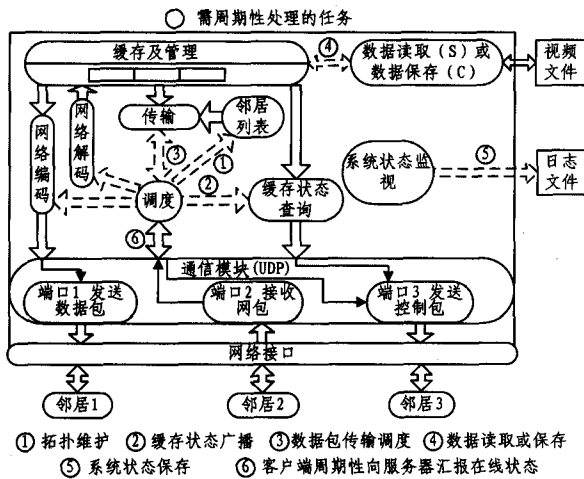 ○ 需周期性处理的任务
缓存及管理
④
数据读取(S)或
数据保存(C)
视频
文件
网络编码
网络解码
传输
邻居
列表
③
①
系统状态监
视
⑤
日志
文件
调度
②
缓存状态
查询
⑥
通信模块(UDP)
端口1 发送
数据包
端口2 接收
网包
端口3 发送
控制包
网络接口
邻居1
邻居2
邻居3
①拓扑维护 ②缓存状态广播 ③数据包传输调度 ④数据读取或保存
⑤系统状态保存 ⑥客户端周期性向服务器汇报在线状态